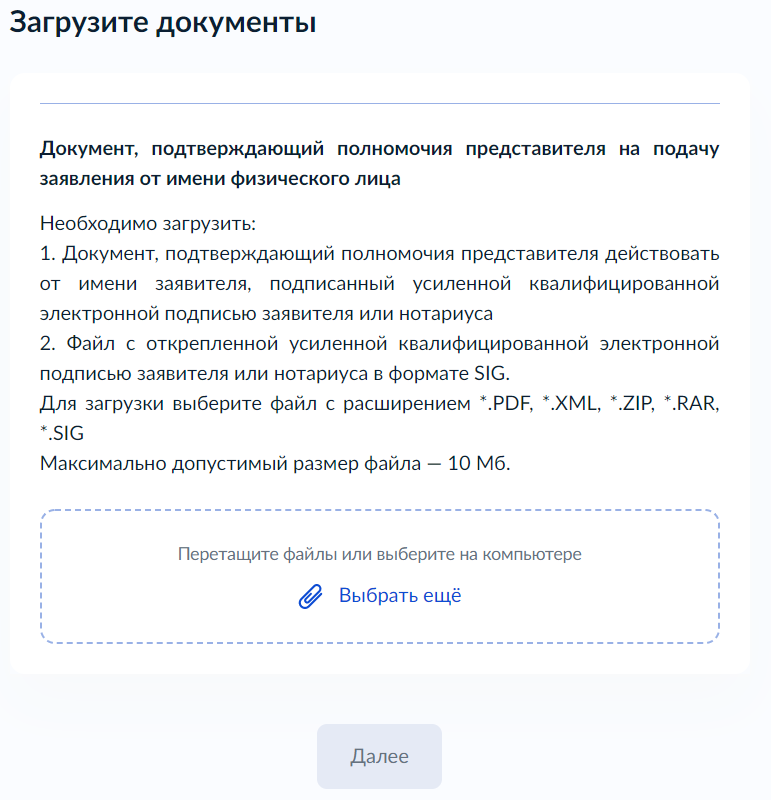 Загрузите документы
Документ, подтверждающий полномочия представителя на подачу
заявления от имени физического лица
Необходимо загрузить:
1. Документ, подтверждающий полномочия представителя действовать
от имени заявителя, подписанный усиленной квалифицированной
электронной подписью заявителя или нотариуса
2. Файл с открепленной усиленной квалифицированной электронной
подписью заявителя или нотариуса в формате SIG.
Для загрузки выберите файл с расширением *.PDF, *.XML, *.ZIP, *.RAR,
*.SIG
Максимально допустимый размер файла — 10 Мб.
Перетащите файлы или выберите на компьютере
Выбрать ещё
Далее